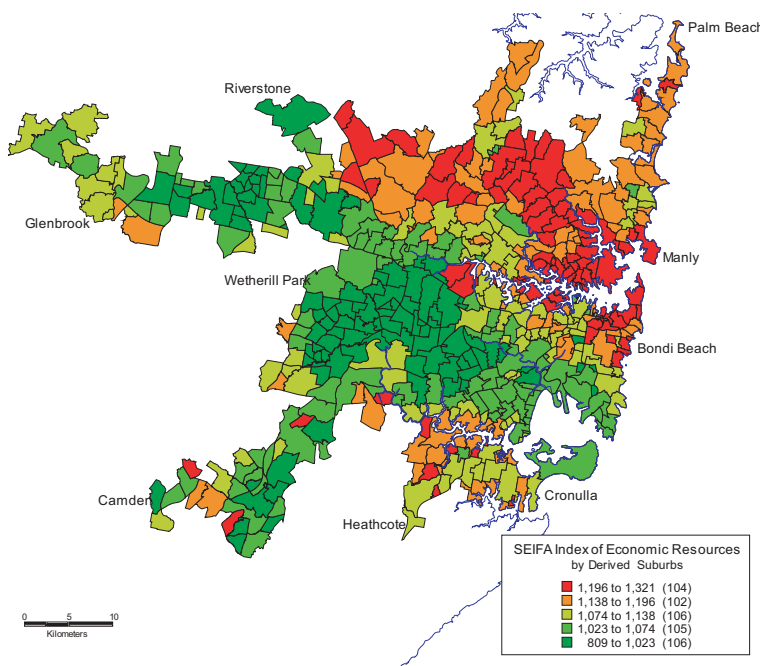 Palm Beach
Riverstone
Glenbrook
Manly
Wetherill Park
Bondi Beach
Camden
Cronulla
Heathcote
SEIFA Index of Economic Resources
by Derived Suburbs
1,196 to 1,321 (104)
1,138 to 1,196 (102)
1,074 to 1,138 (106)
1,023 to 1,074 (105)
809 to 1,023 (106)
0 5 10
Kilometers